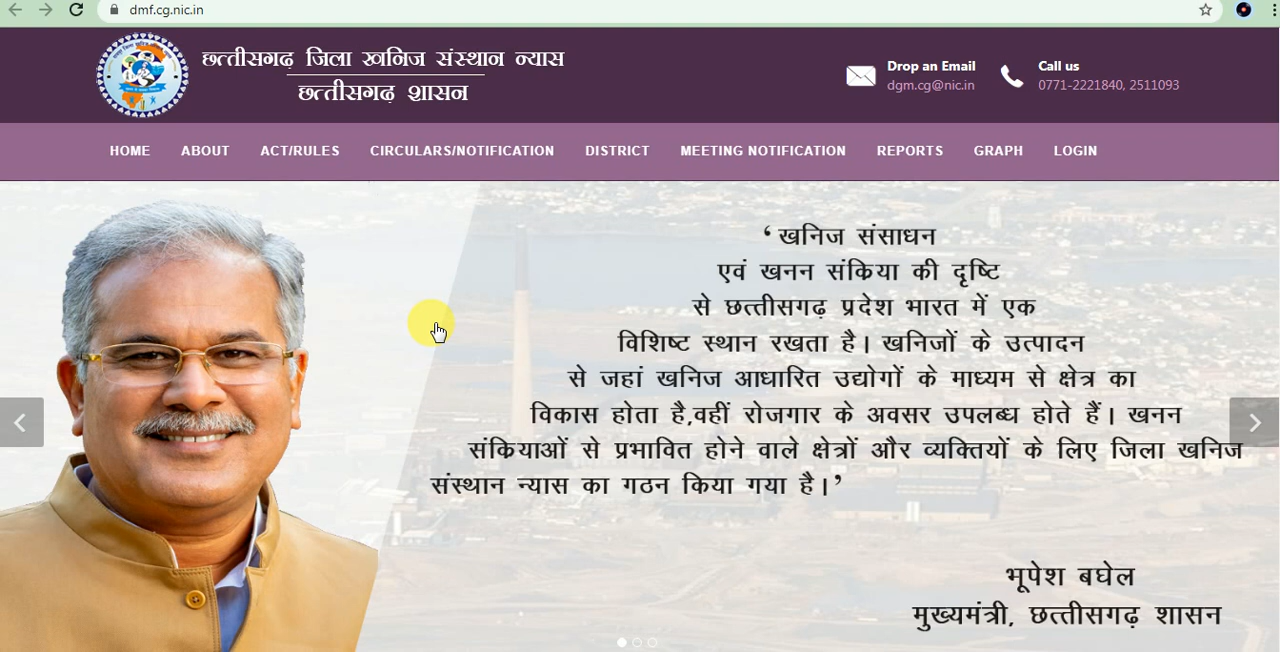 dmf.cg.nic.in
छत्तीसगढ़ जिला खनिज संस्थान न्यास
छत्तीसगढ़ शासन
Drop an Email
dgm.cg@nic.in
Call us
0771-2221840, 2511093
HOME ABOUT ACT/RULES CIRCULARS/NOTIFICATION DISTRICT MEETING NOTIFICATION REPORTS GRAPH LOGIN
‘ खनिज संसाधन
एवं खनन संकिया की दृष्टि
से छत्तीसगढ़ प्रदेश भारत में एक
विशिष्ट स्थान रखता है। खनिजों के उत्पादन
से जहां खनिज आधारित उद्योगों के माध्यम से क्षेत्र का
विकास होता है,वहीं रोजगार के अवसर उपलब्ध होते हैं। खनन
संकियाओं से प्रभावित होने वाले क्षेत्रों और व्यक्तियों के लिए जिला खनिज
संस्थान न्यास का गठन किया गया है।’
भूपेश बघेल
मुख्यमंत्री, छत्तीसगढ़ शासन